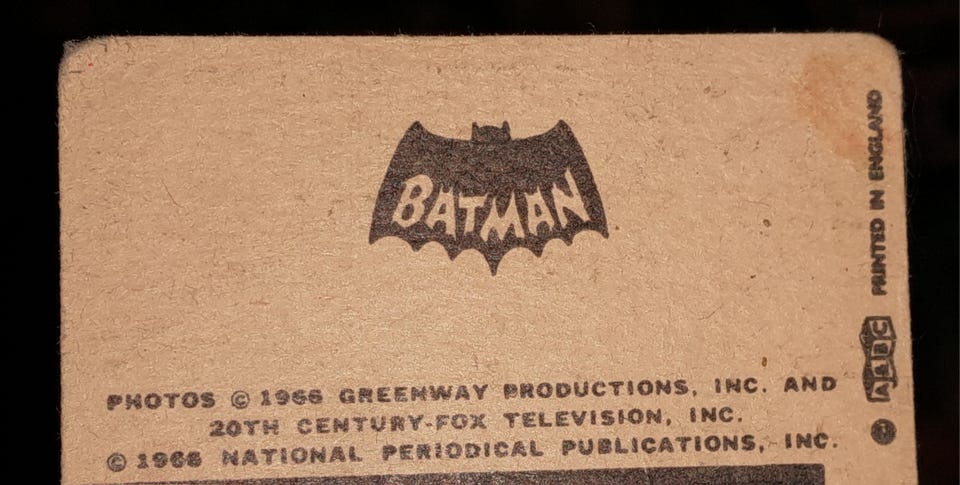 BATMAN
PHOTOS © 1966 GREENWAY PRODUCTIONS, INC. AND
20TH CENTURY-FOX TELEVISION, INC.
© 1966 NATIONAL PERIODICAL PUBLICATIONS, INC.
A&BC PRINTED IN ENGLAND